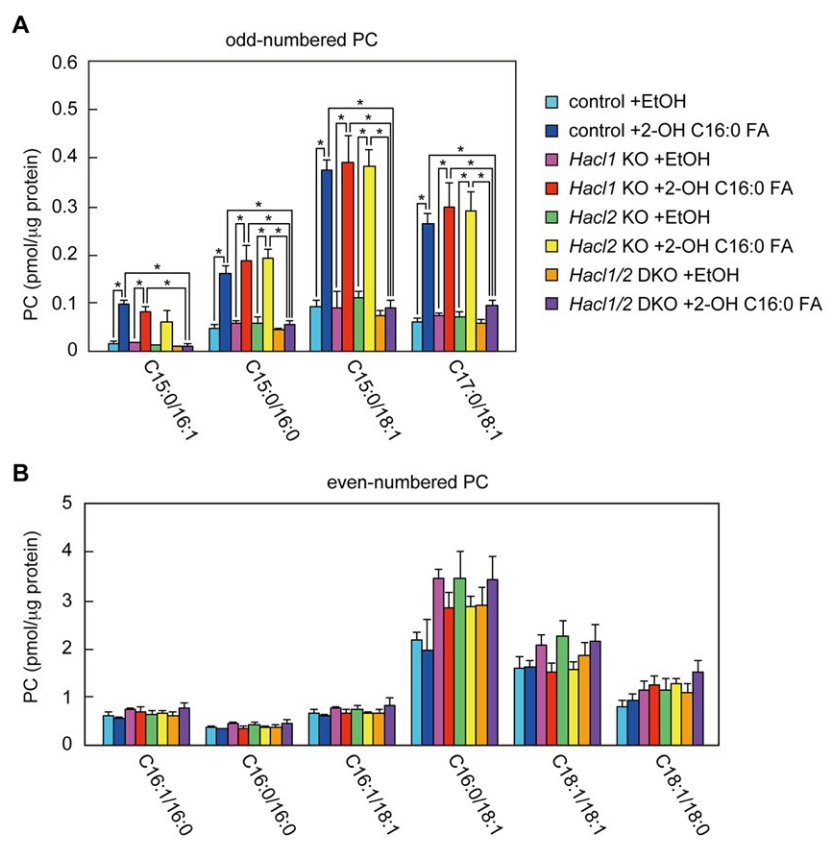 A
odd-numbered PC
PC (pmol/μg protein)
0.6
0.5
0.4
0.3
0.2
0.1
0
* * * *
* * * * * *
* * * * * *
* * * * * *
C15:0/16:1
C15:0/16:0
C15:0/18:1
C17:0/18:1
control +EtOH
control +2-OH C16:0 FA
Hacl1 KO +EtOH
Hacl1 KO +2-OH C16:0 FA
Hacl2 KO +EtOH
Hacl2 KO +2-OH C16:0 FA
Hacl1/2 DKO +EtOH
Hacl1/2 DKO +2-OH C16:0 FA
B
even-numbered PC
PC (pmol/μg protein)
5
4
3
2
1
0
C16:1/16:0
C16:0/16:0
C16:1/18:1
C16:0/18:1
C18:1/18:1
C18:1/18:0